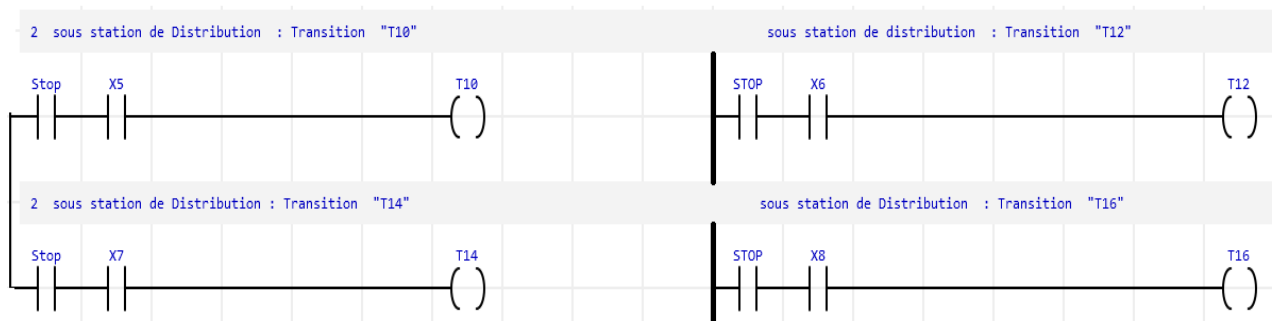 2 sous station de Distribution : Transition "T10"
sous station de distribution : Transition "T12"
Stop X5 T10
STOP X6 T12
2 sous station de Distribution : Transition "T14"
sous station de Distribution : Transition "T16"
Stop X7 T14
STOP X8 T16